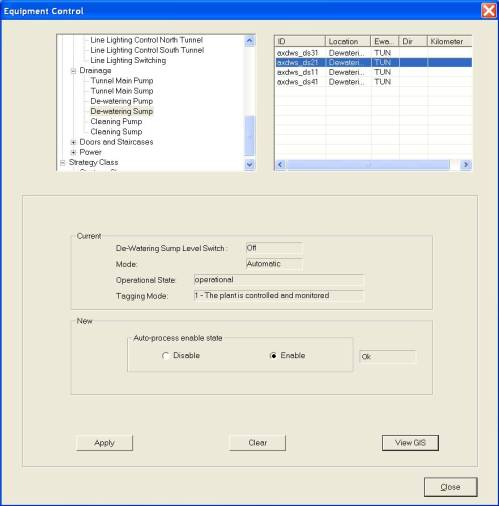 Equipment Control
Line Lighting Control North Tunnel
Line Lighting Control South Tunnel
Line Lighting Switching
Drainage
Tunnel Main Pump
Tunnel Main Sump
De-watering Pump
De-watering Sump
Cleaning Pump
Cleaning Sump
Doors and Staircases
Power
Strategy Class
ID Location Ewa... Dir Kilometer
axdws_ds31 Dewateri... TUN
axdws_ds21 Dewateri... TUN
axdws_ds11 Dewateri... TUN
axdws_ds41 Dewateri... TUN
Current
De-Watering Sump Level Switch : Off
Mode: Automatic
Operational State: operational
Tagging Mode: 1 - The plant is controlled and monitored
New
Auto-process enable state
Disable Enable Ok
Apply Clear View GIS
Close